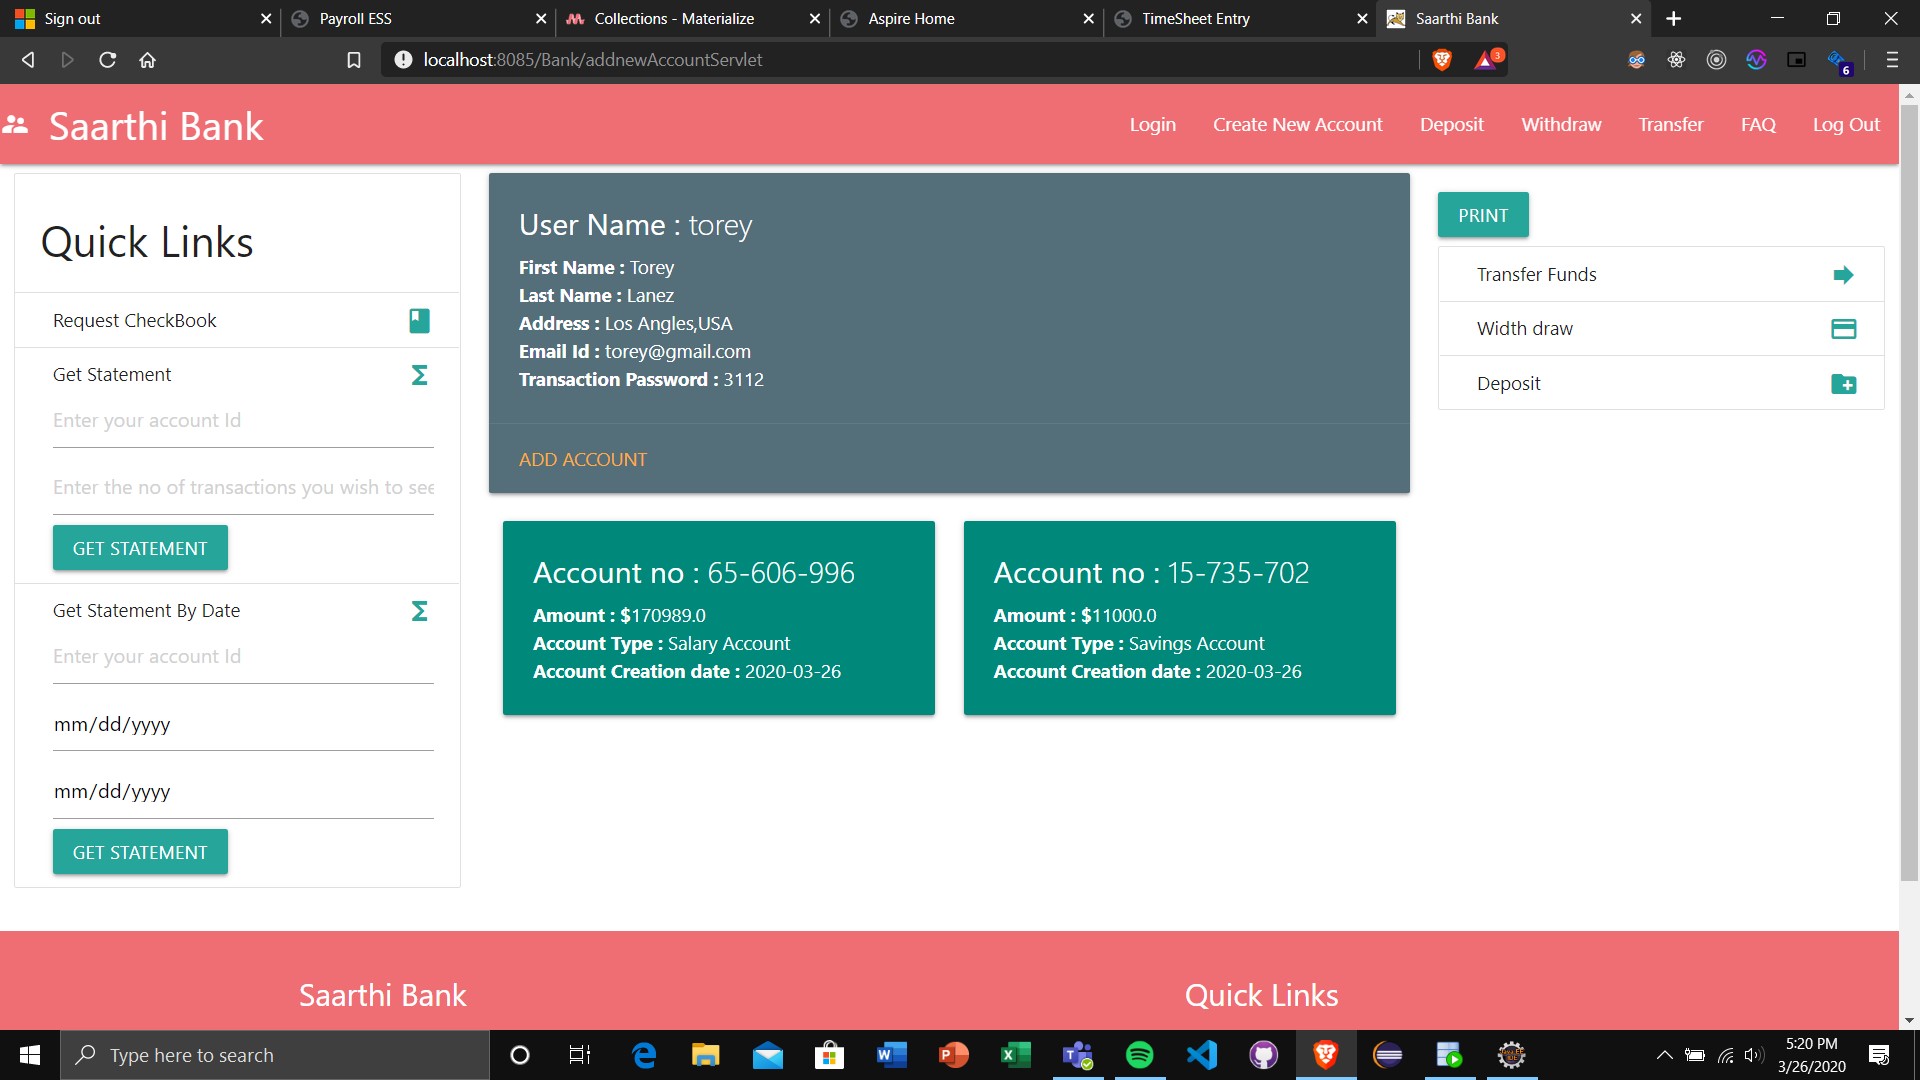 Sign out
Payroll ESS
Collections - Materialize
Aspire Home
TimeSheet Entry
Saarthi Bank
localhost:8085/Bank/addnewAccountServlet
3
6
Saarthi Bank
Login
Create New Account
Deposit
Withdraw
Transfer
FAQ
Log Out
Quick Links
Request CheckBook
Get Statement
Enter your account Id
Enter the no of transactions you wish to see
GET STATEMENT
Get Statement By Date
Enter your account Id
mm/dd/yyyy
mm/dd/yyyy
GET STATEMENT
User Name : torey
First Name : Torey
Last Name : Lanez
Address : Los Angles,USA
Email Id : torey@gmail.com
Transaction Password : 3112
ADD ACCOUNT
Account no : 65-606-996
Amount : $170989.0
Account Type : Salary Account
Account Creation date : 2020-03-26
Account no : 15-735-702
Amount : $11000.0
Account Type : Savings Account
Account Creation date : 2020-03-26
PRINT
Transfer Funds
Width draw
Deposit
Saarthi Bank
Quick Links
Type here to search
5:20 PM
3/26/2020